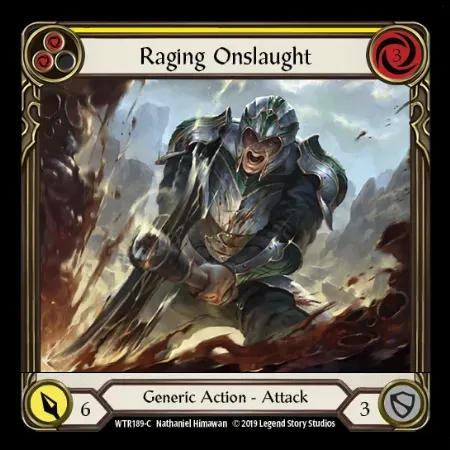 Raging Onslaught
3
Generic Action - Attack
6
3
WTR189-C Nathaniel Himawan © 2019 Legend Story Studios